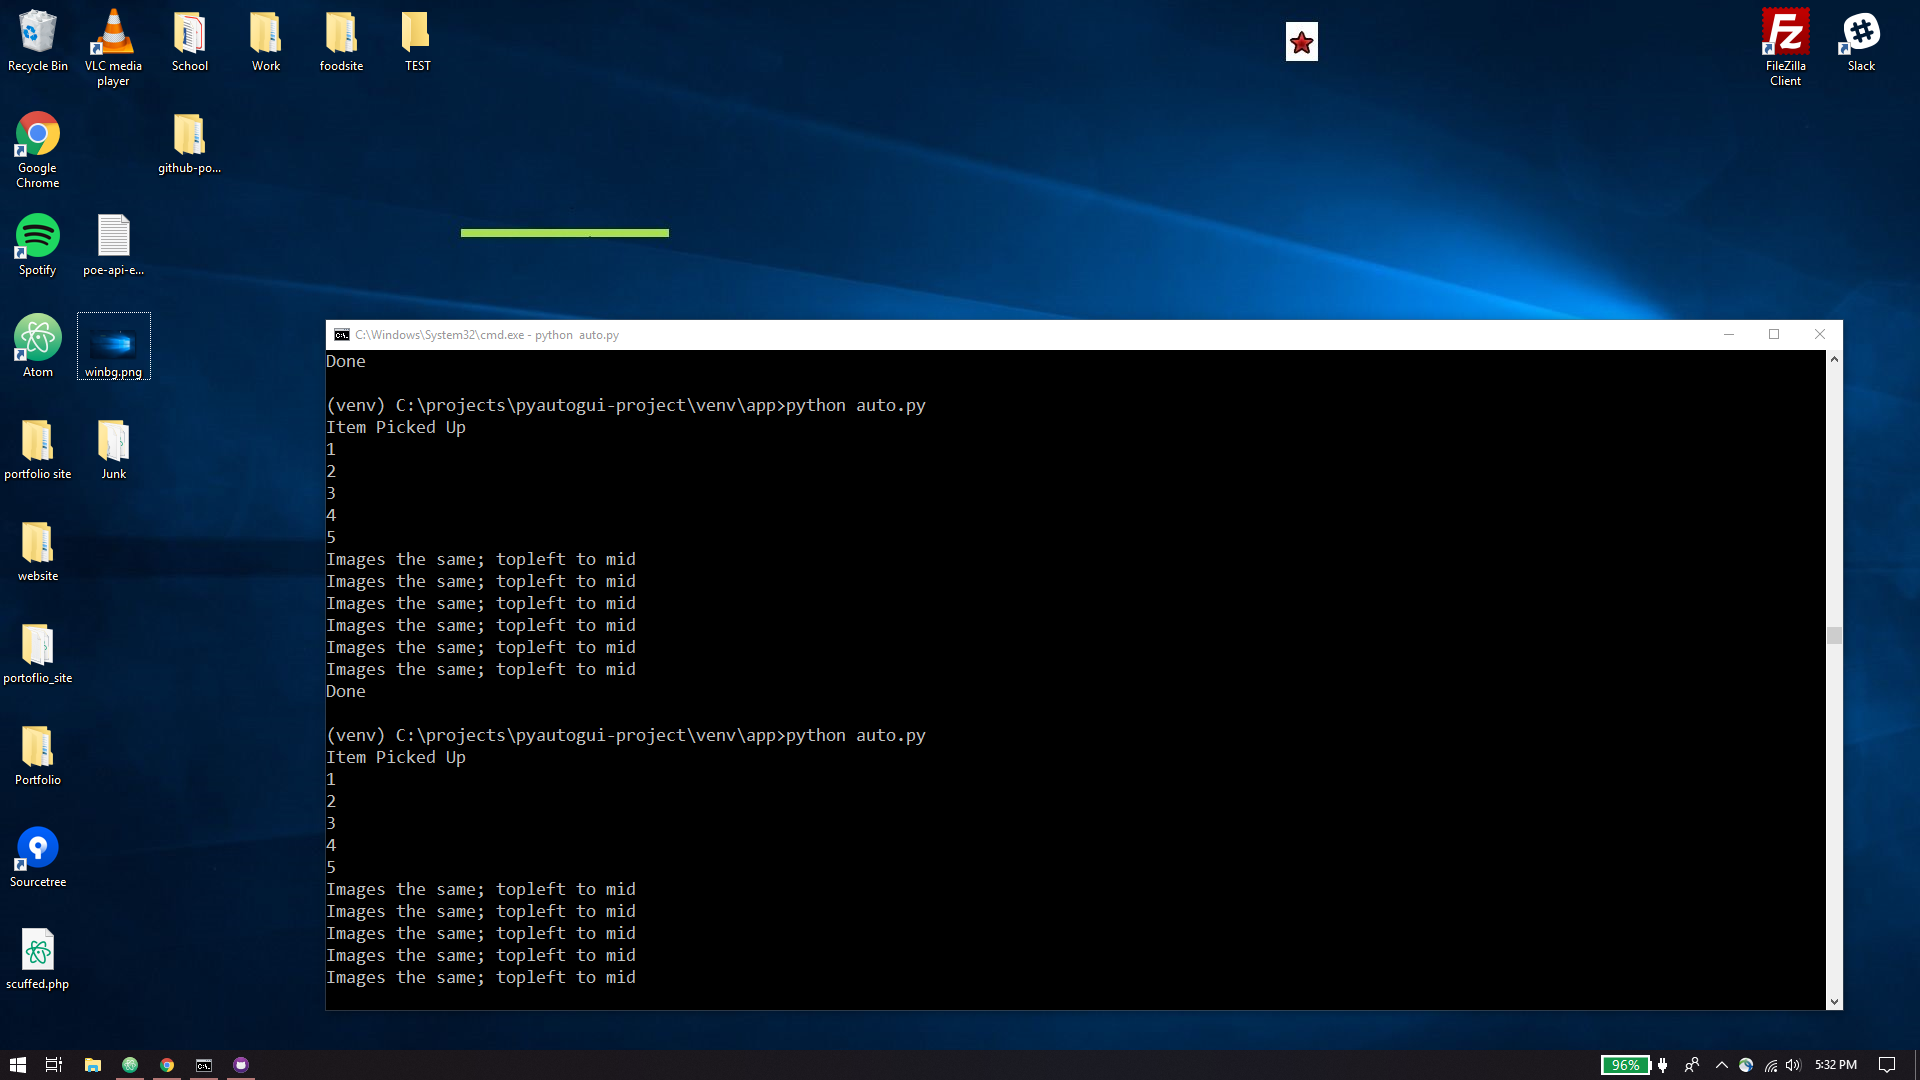 Recycle Bin
VLC media
player
School
Work
foodsite
TEST
FileZilla
Client
Slack
Google
Chrome
github-po...
Spotify
poe-api-e...
Atom
winbg.png
portfolio site
Junk
website
portoflio_site
Portfolio
Sourcetree
scuffed.php
C:\Windows\System32\cmd.exe - python  auto.py
Done
(venv) C:\projects\pyautogui-project\venv\app>python auto.py
Item Picked Up
1
2
3
4
5
Images the same; topleft to mid
Images the same; topleft to mid
Images the same; topleft to mid
Images the same; topleft to mid
Images the same; topleft to mid
Images the same; topleft to mid
Done
(venv) C:\projects\pyautogui-project\venv\app>python auto.py
Item Picked Up
1
2
3
4
5
Images the same; topleft to mid
Images the same; topleft to mid
Images the same; topleft to mid
Images the same; topleft to mid
Images the same; topleft to mid
96%
5:32 PM